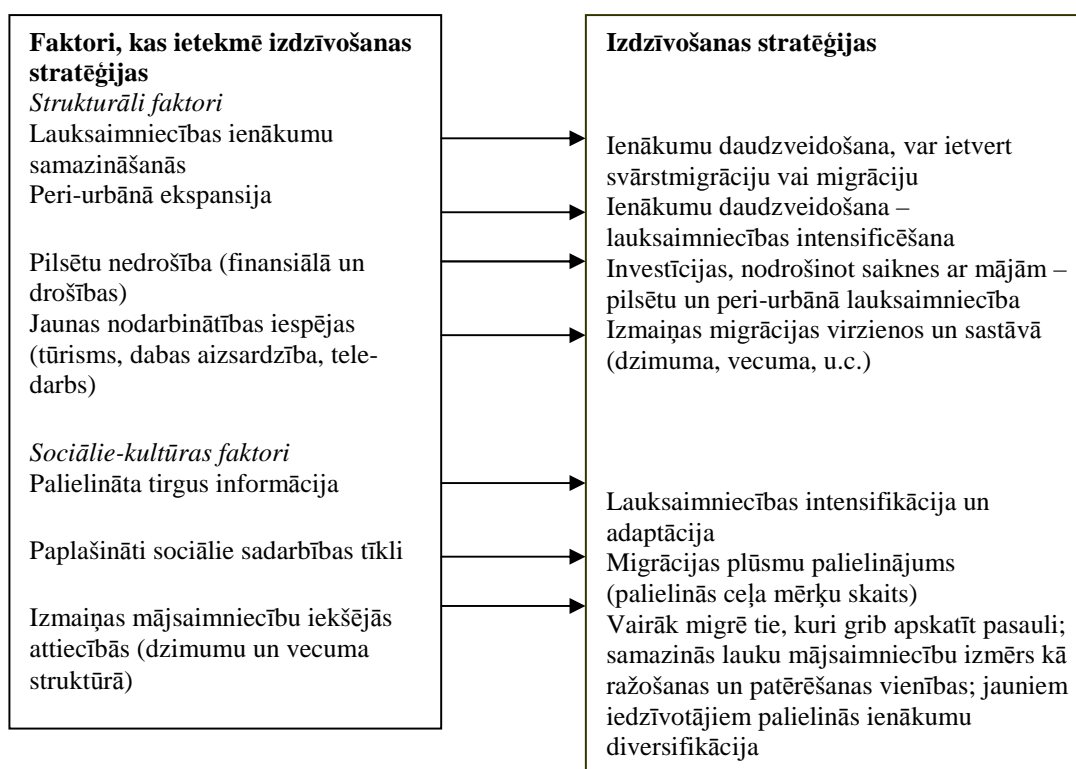 Faktori, kas ietekmē izdzīvošanas
stratēģijas
Strukturāli faktori
Lauksaimniecības ienākumu
samazināšanās
Peri-urbānā ekspansija
Pilsētu nedrošība (finansiālā un
drošības)
Jaunas nodarbinātības iespējas
(tūrisms, dabas aizsardzība, tele-
darbs)
Sociālie-kultūras faktori
Palielināta tirgus informācija
Paplašināti sociālie sadarbības tīkli
Izmaiņas mājsaimniecību iekšējās
attiecībās (dzimumu un vecuma
struktūrā)
Izdzīvošanas stratēģijas
Ienākumu daudzveidošana, var ietvert
svārstmigrāciju vai migrāciju
Ienākumu daudzveidošana –
lauksaimniecības intensificēšana
Investīcijas, nodrošinot saiknes ar mājām –
pilsētu un peri-urbānā lauksaimniecība
Izmaiņas migrācijas virzienos un sastāvā
(dzimuma, vecuma, u.c.)
Lauksaimniecības intensifikācija un
adaptācija
Migrācijas plūsmu palielinājums
(palielinās ceļa mērķu skaits)
Vairāk migrē tie, kuri grib apskatīt pasauli;
samazinās lauku mājsaimniecību izmērs kā
ražošanas un patērēšanas vienības; jauniem
iedzīvotājiem palielinās ienākumu
diversifikācija